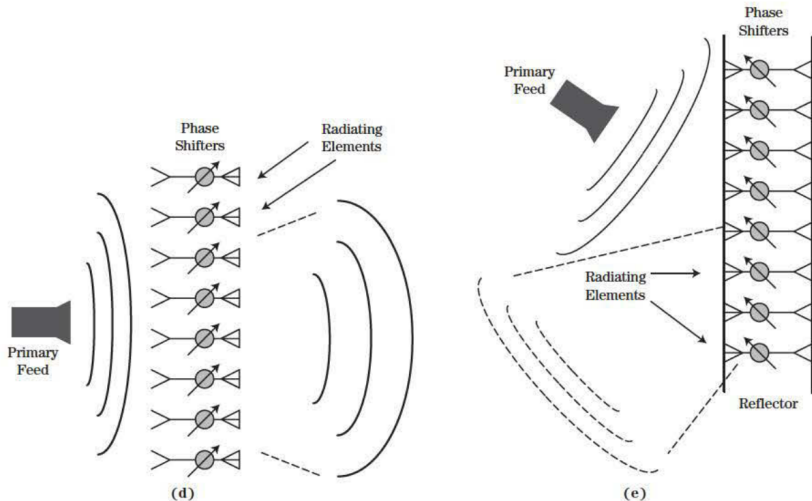 Phase
Shifters
Radiating
Elements
Primary
Feed
(d)
Phase
Shifters
Primary
Feed
Radiating
Elements
Reflector
(e)